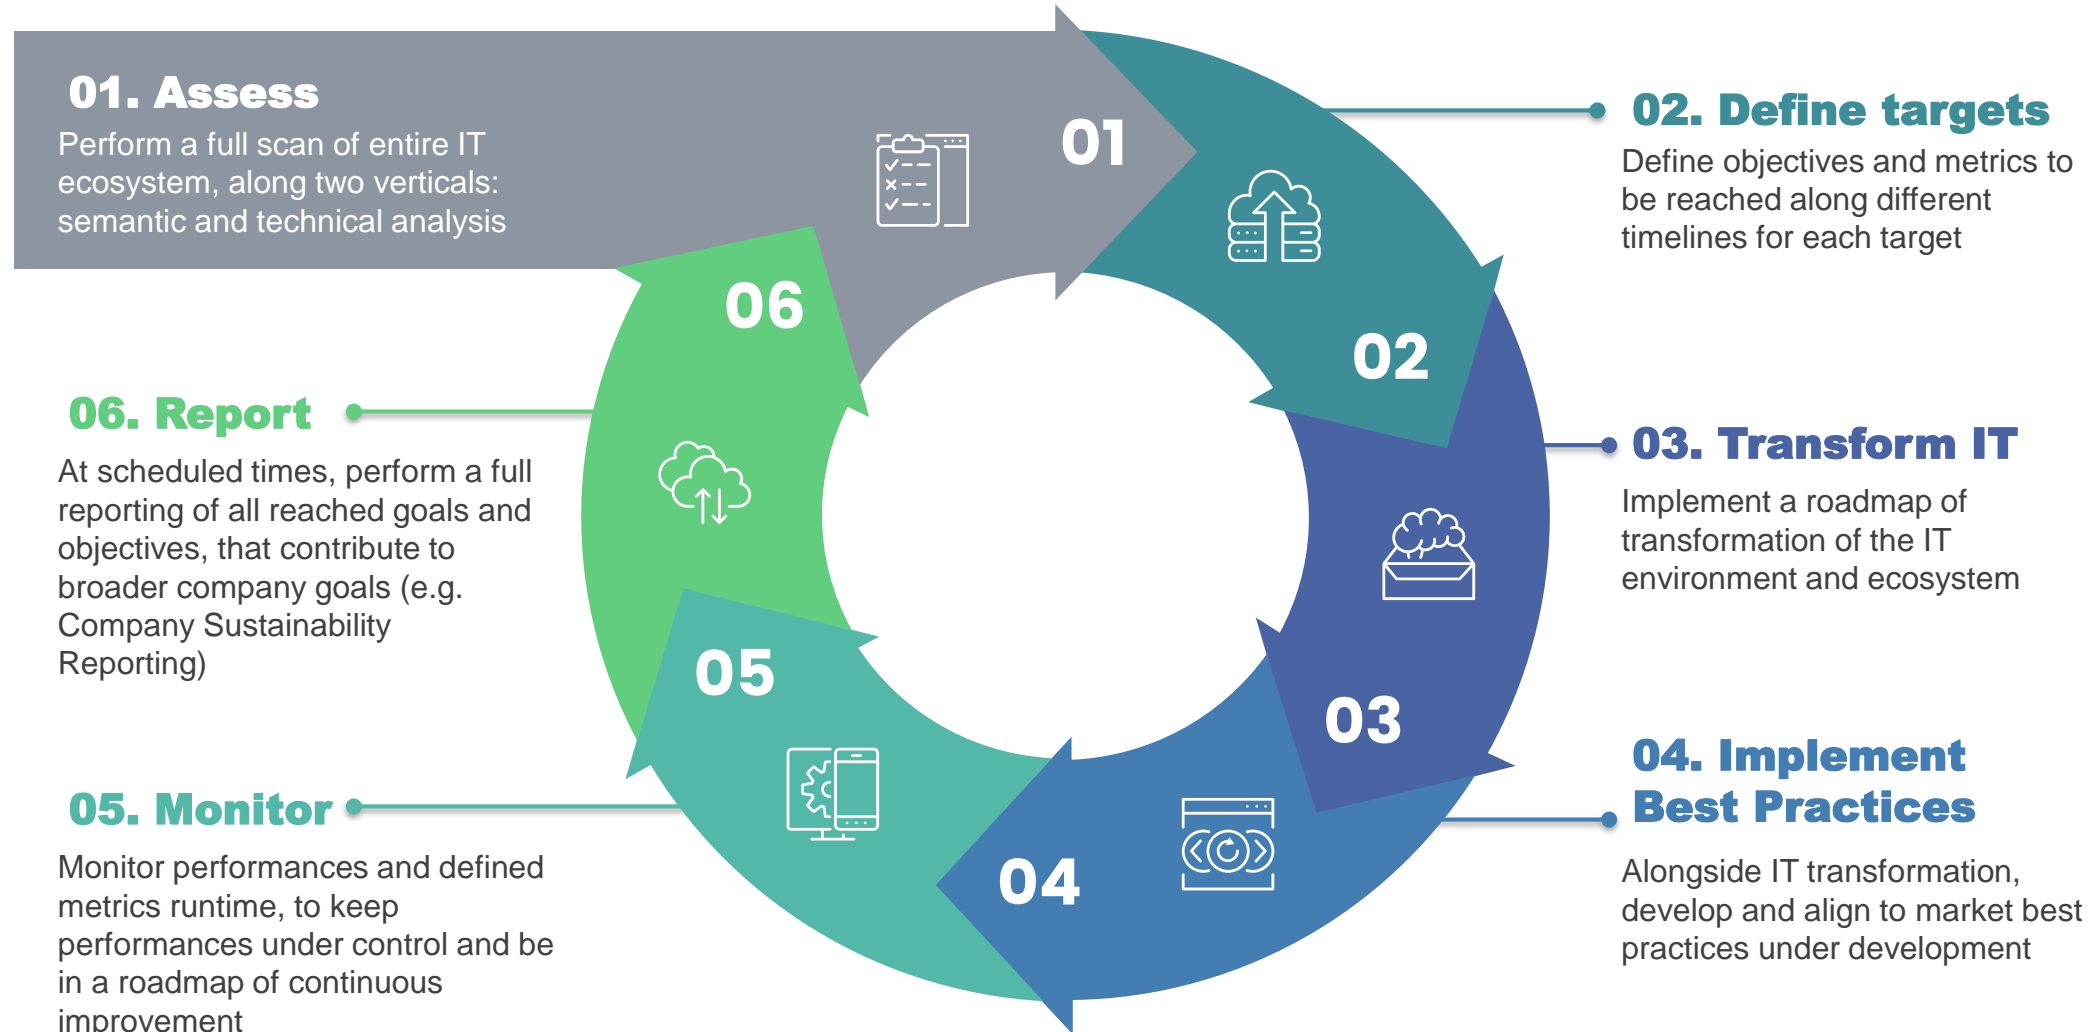 01. Assess
Perform a full scan of entire IT
ecosystem, along two verticals:
semantic and technical analysis
01
02. Define targets
Define objectives and metrics to
be reached along different
timelines for each target
02
03. Transform IT
Implement a roadmap of
transformation of the IT
environment and ecosystem
03
04. Implement
Best Practices
Alongside IT transformation,
develop and align to market best
practices under development
04
05. Monitor
Monitor performances and defined
metrics runtime, to keep
performances under control and be
in a roadmap of continuous
improvement
05
06. Report
At scheduled times, perform a full
reporting of all reached goals and
objectives, that contribute to
broader company goals (e.g.
Company Sustainability
Reporting)
06